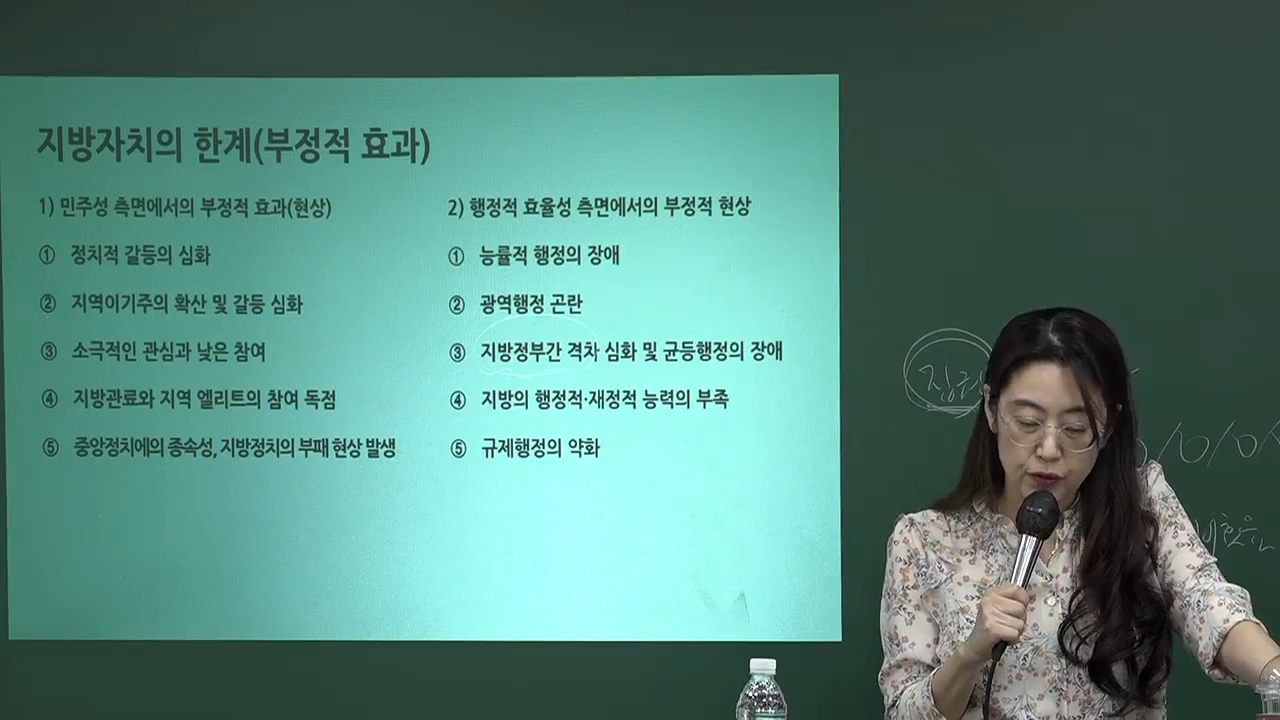 지방자치의 한계(부정적 효과)
1) 민주성 측면에서의 부정적 효과(현상)
① 정치적 갈등의 심화
② 지역이기주의 확산 및 갈등 심화
③ 소극적인 관심과 낮은 참여
④ 지방관료와 지역 엘리트의 참여 독점
⑤ 중앙정치에의 종속성, 지방정치의 부패 현상 발생
2) 행정적 효율성 측면에서의 부정적 현상
① 능률적 행정의 장애
② 광역행정 곤란
③ 지방정부간 격차 심화 및 균등행정의 장애
④ 지방의 행정적·재정적 능력의 부족
⑤ 규제행정의 약화
비효율